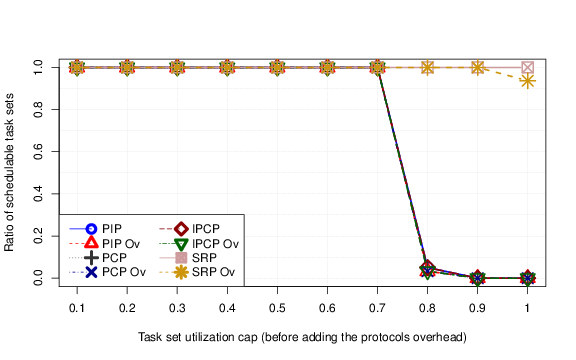 Ratio of schedulable task sets
1.0
0.8
0.6
0.4
0.2
0.0
PIP
PIP Ov
PCP
PCP Ov
IPCP
IPCP Ov
SRP
SRP Ov
0.1 0.2 0.3 0.4 0.5 0.6 0.7 0.8 0.9 1
Task set utilization cap (before adding the protocols overhead)